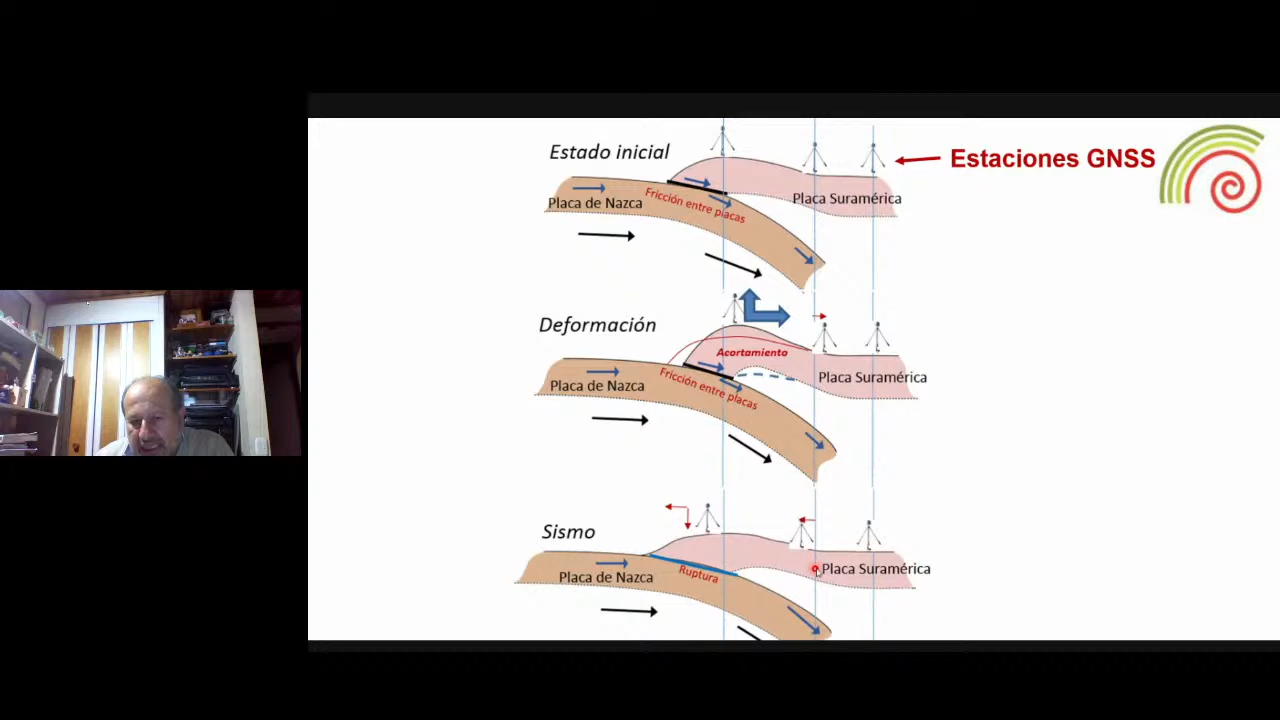 Estado inicial
Estaciones GNSS
Placa de Nazca
Fricción entre placas
Placa Suramérica
Deformación
Acortamiento
Placa de Nazca
Fricción entre placas
Placa Suramérica
Sismo
Placa de Nazca
Ruptura
Placa Suramérica